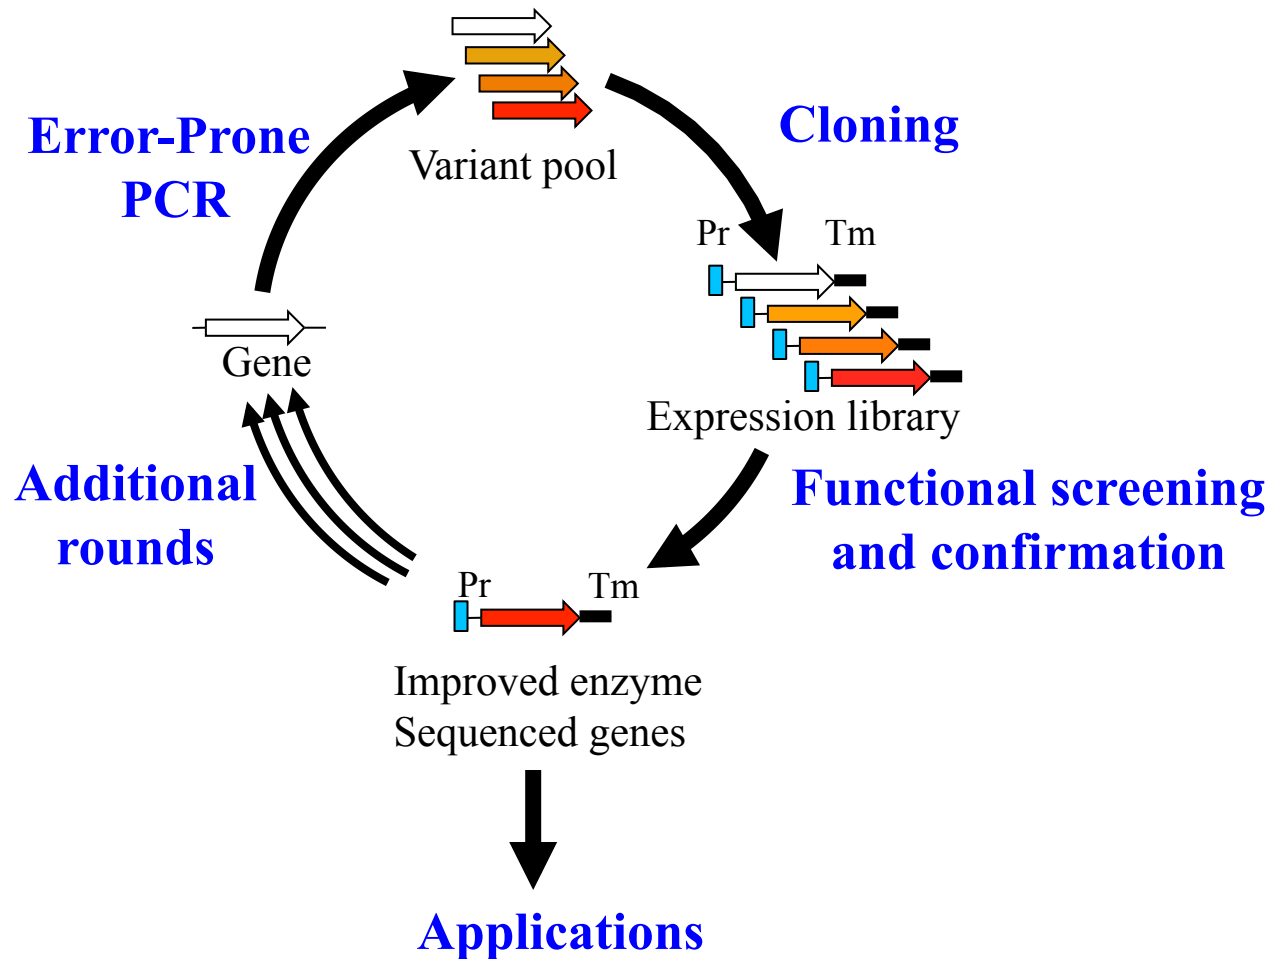 Error-Prone
PCR
Variant pool
Cloning
Pr Tm
Expression library
Gene
Additional
rounds
Functional screening
and confirmation
Pr Tm
Improved enzyme
Sequenced genes
Applications